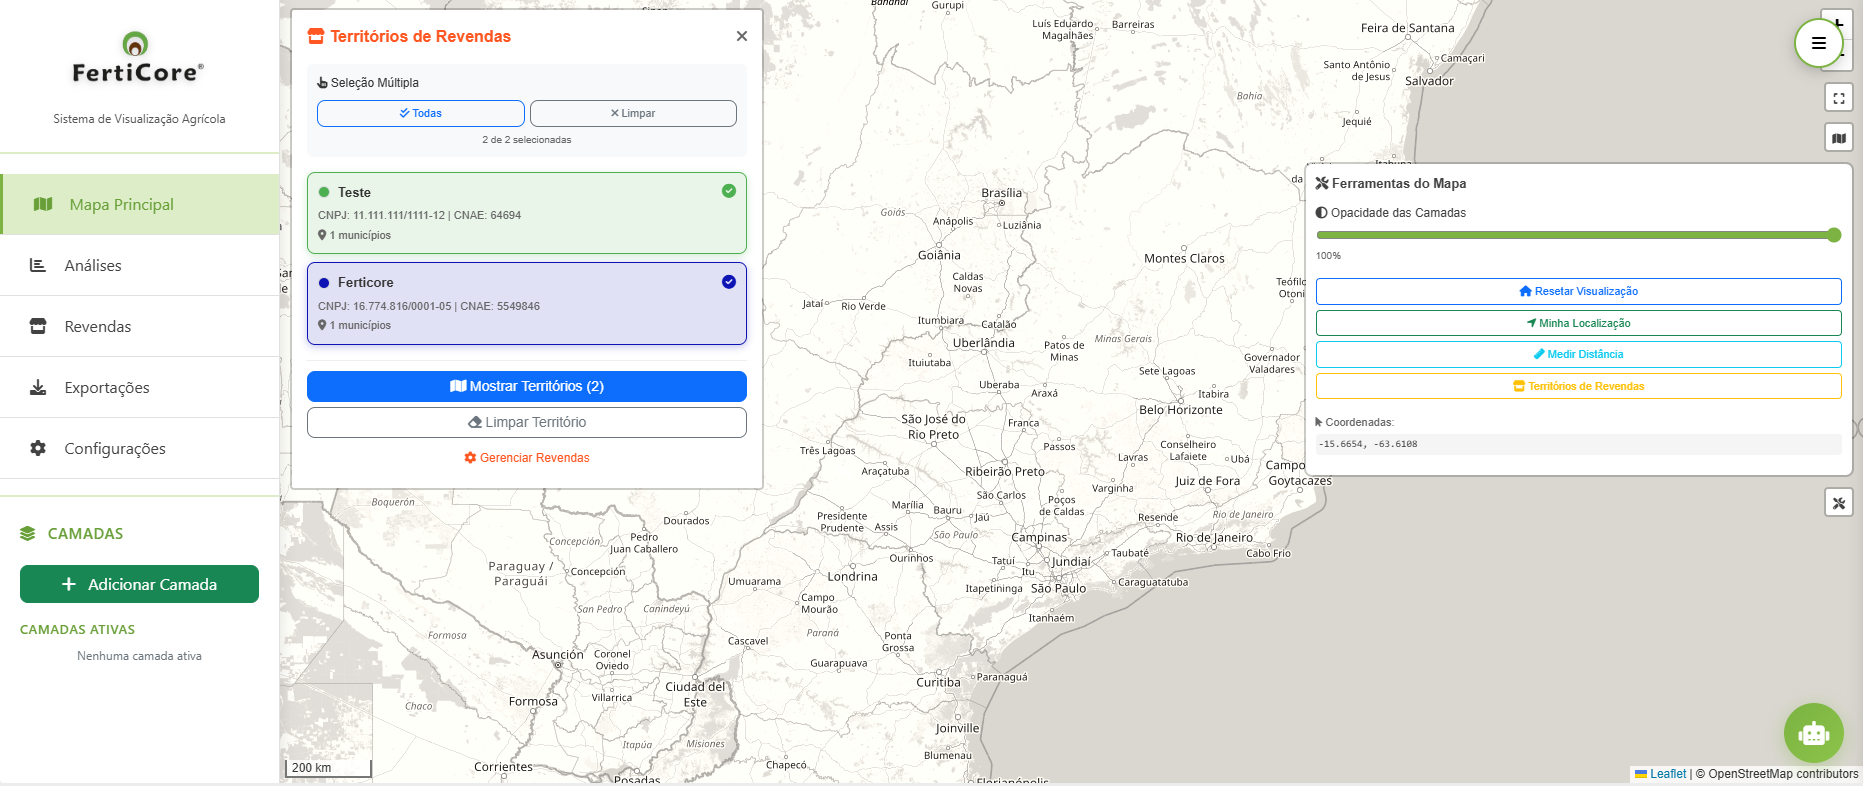 FertiCore®
Sistema de Visualização Agrícola
Mapa Principal
Análises
Revendas
Exportações
Configurações
CAMADAS
Adicionar Camada
CAMADAS ATIVAS
Nenhuma camada ativa
Territórios de Revendas
Seleção Múltipla
Todas
Limpar
2 de 2 selecionadas
Teste
CNPJ: 11.111.111/1111-12 | CNAE: 64694
1 municípios
Ferticore
CNPJ: 16.774.816/0001-05 | CNAE: 5549846
1 municípios
Mostrar Territórios (2)
Limpar Território
Gerenciar Revendas
Gurupi
Luís Eduardo
Magalhães
Barreiras
Feira de Santana
Camaçari
Santo Antônio
de Jesus
Salvador
Bahia
Jequié
Itabuna
Brasília
Goiás
Anápolis
Luziânia
Goiânia
Montes Claros
Caldas
Novas
Teófilo
Otoni
Jataí
Rio Verde
Itumbiara
Catalão
Uberlândia
Patos de
Minas
Minas Gerais
Ituiutaba
Governador
Valadares
Sete Lagoas
Uberaba
Araxá
Itabira
Belo Horizonte
São José do
Rio Preto
Franca
Três Lagoas
Passos
Conselheiro
Lafaiete
Ubá
Lavras
Araçatuba
Ribeirão Preto
Campo
Goytacazes
Varginha
Juiz de Fora
São Carlos
Poços
de Caldas
Boquerón
Marília
Bauru
Jaú
Rio de Janeiro
Dourados
Presidente
Prudente
Assis
Resende
São Paulo
Campinas
Rio de Janeiro
Cabo Frio
Pedro
Juan Caballero
Concepción
Ourinhos
Tatuí
Jundiaí
Taubaté
Paraguay /
Paraguái
Concepción
Umuarama
Londrina
Itu
Itapetininga
São Paulo
Caraguatatuba
San Pedro
Canindeyú
Campo
Mourão
Itanhaém
Formosa
Paraná
Cascavel
Ponta
Grossa
Asunción
Coronel
Oviedo
Guarapuava
Curitiba
Paranaguá
Ciudad del
Este
Formosa
Villarrica
Chaco
Joinville
Itapúa
Misiones
Blumenau
Corrientes
Chapecó
Posadas
Florianópolis
200 km
Ferramentas do Mapa
Opacidade das Camadas
100%
Resetar Visualização
Minha Localização
Medir Distância
Territórios de Revendas
Coordenadas:
-15.6654, -63.6108
Leaflet | © OpenStreetMap contributors